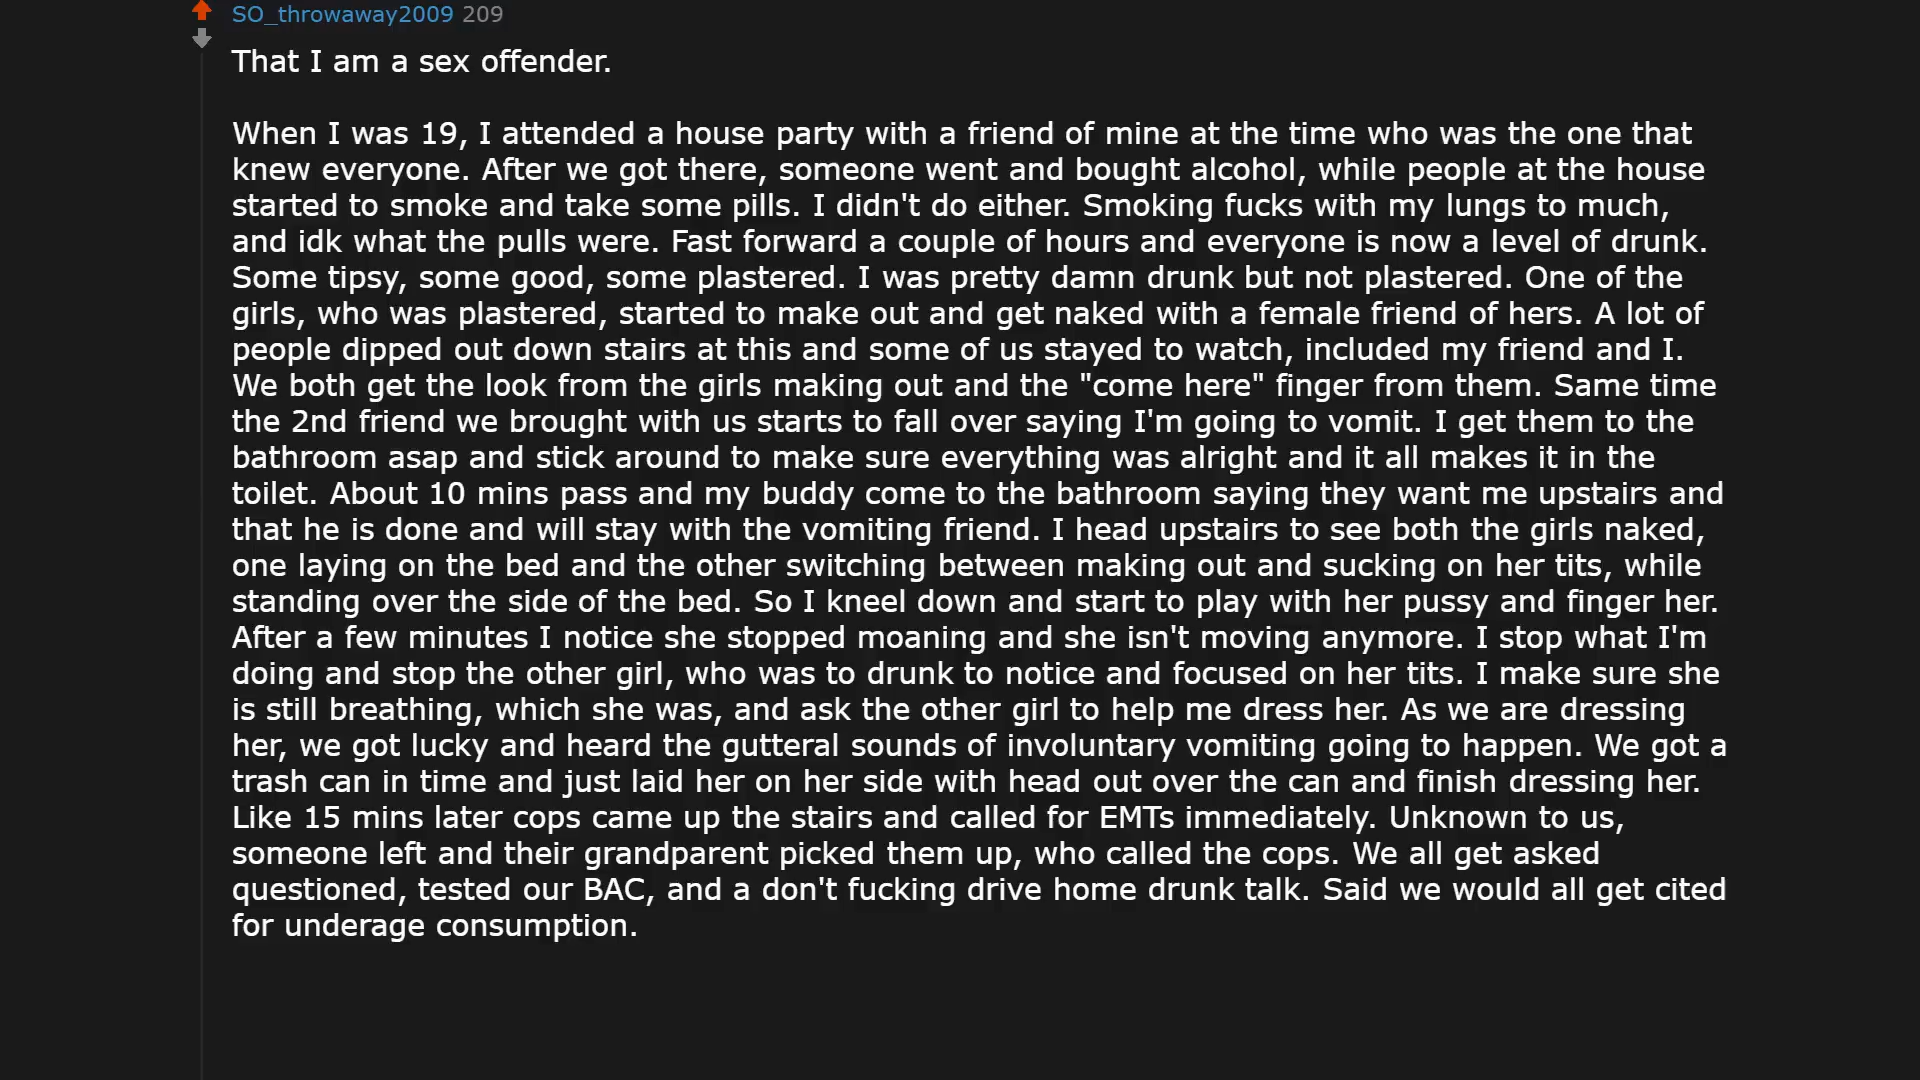 SO_throwaway2009 209
That I am a sex offender.
When I was 19, I attended a house party with a friend of mine at the time who was the one that
knew everyone. After we got there, someone went and bought alcohol, while people at the house
started to smoke and take some pills. I didn't do either. Smoking fucks with my lungs to much,
and idk what the pulls were. Fast forward a couple of hours and everyone is now a level of drunk.
Some tipsy, some good, some plastered. I was pretty damn drunk but not plastered. One of the
girls, who was plastered, started to make out and get naked with a female friend of hers. A lot of
people dipped out down stairs at this and some of us stayed to watch, included my friend and I.
We both get the look from the girls making out and the "come here" finger from them. Same time
the 2nd friend we brought with us starts to fall over saying I'm going to vomit. I get them to the
bathroom asap and stick around to make sure everything was alright and it all makes it in the
toilet. About 10 mins pass and my buddy come to the bathroom saying they want me upstairs and
that he is done and will stay with the vomiting friend. I head upstairs to see both the girls naked,
one laying on the bed and the other switching between making out and sucking on her tits, while
standing over the side of the bed. So I kneel down and start to play with her pussy and finger her.
After a few minutes I notice she stopped moaning and she isn't moving anymore. I stop what I'm
doing and stop the other girl, who was to drunk to notice and focused on her tits. I make sure she
is still breathing, which she was, and ask the other girl to help me dress her. As we are dressing
her, we got lucky and heard the gutteral sounds of involuntary vomiting going to happen. We got a
trash can in time and just laid her on her side with head out over the can and finish dressing her.
Like 15 mins later cops came up the stairs and called for EMTs immediately. Unknown to us,
someone left and their grandparent picked them up, who called the cops. We all get asked
questioned, tested our BAC, and a don't fucking drive home drunk talk. Said we would all get cited
for underage consumption.